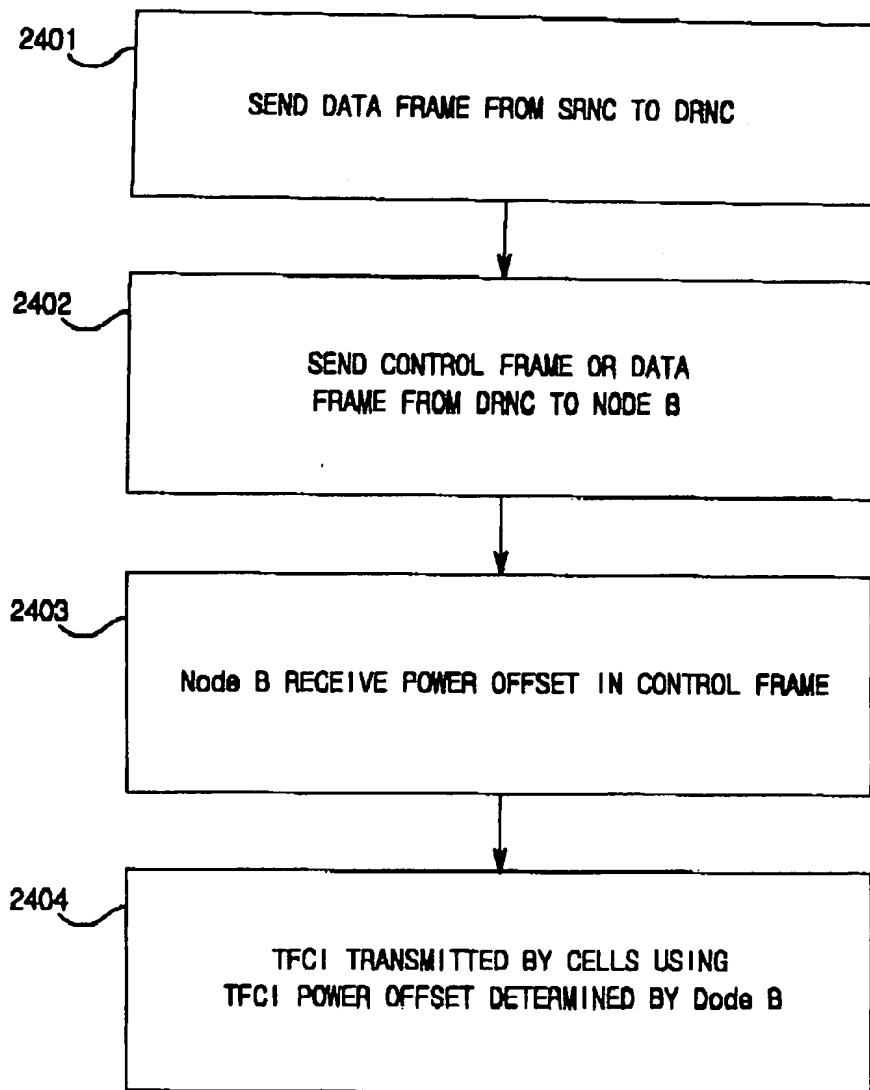 2401
SEND DATA FRAME FROM SRNC TO DRNC
2402
SEND CONTROL FRAME OR DATA
FRAME FROM DRNC TO NODE B
2403
Node B RECEIVE POWER OFFSET IN CONTROL FRAME
2404
TFCI TRANSMITTED BY CELLS USING
TFCI POWER OFFSET DETERMINED BY Dode B